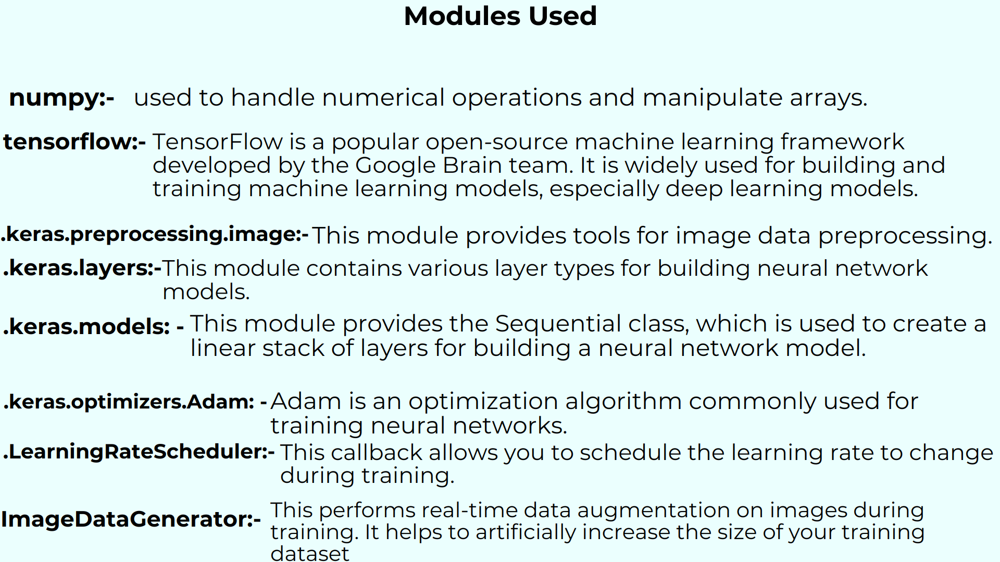 Modules Used
numpy:- used to handle numerical operations and manipulate arrays.
tensorflow:- TensorFlow is a popular open-source machine learning framework
developed by the Google Brain team. It is widely used for building and
training machine learning models, especially deep learning models.
.keras.preprocessing.image:- This module provides tools for image data preprocessing.
.keras.layers:-This module contains various layer types for building neural network
models.
.keras.models: - This module provides the Sequential class, which is used to create a
linear stack of layers for building a neural network model.
.keras.optimizers.Adam: - Adam is an optimization algorithm commonly used for
training neural networks.
.LearningRateScheduler:- This callback allows you to schedule the learning rate to change
during training.
ImageDataGenerator:- This performs real-time data augmentation on images during
training. It helps to artificially increase the size of your training
dataset